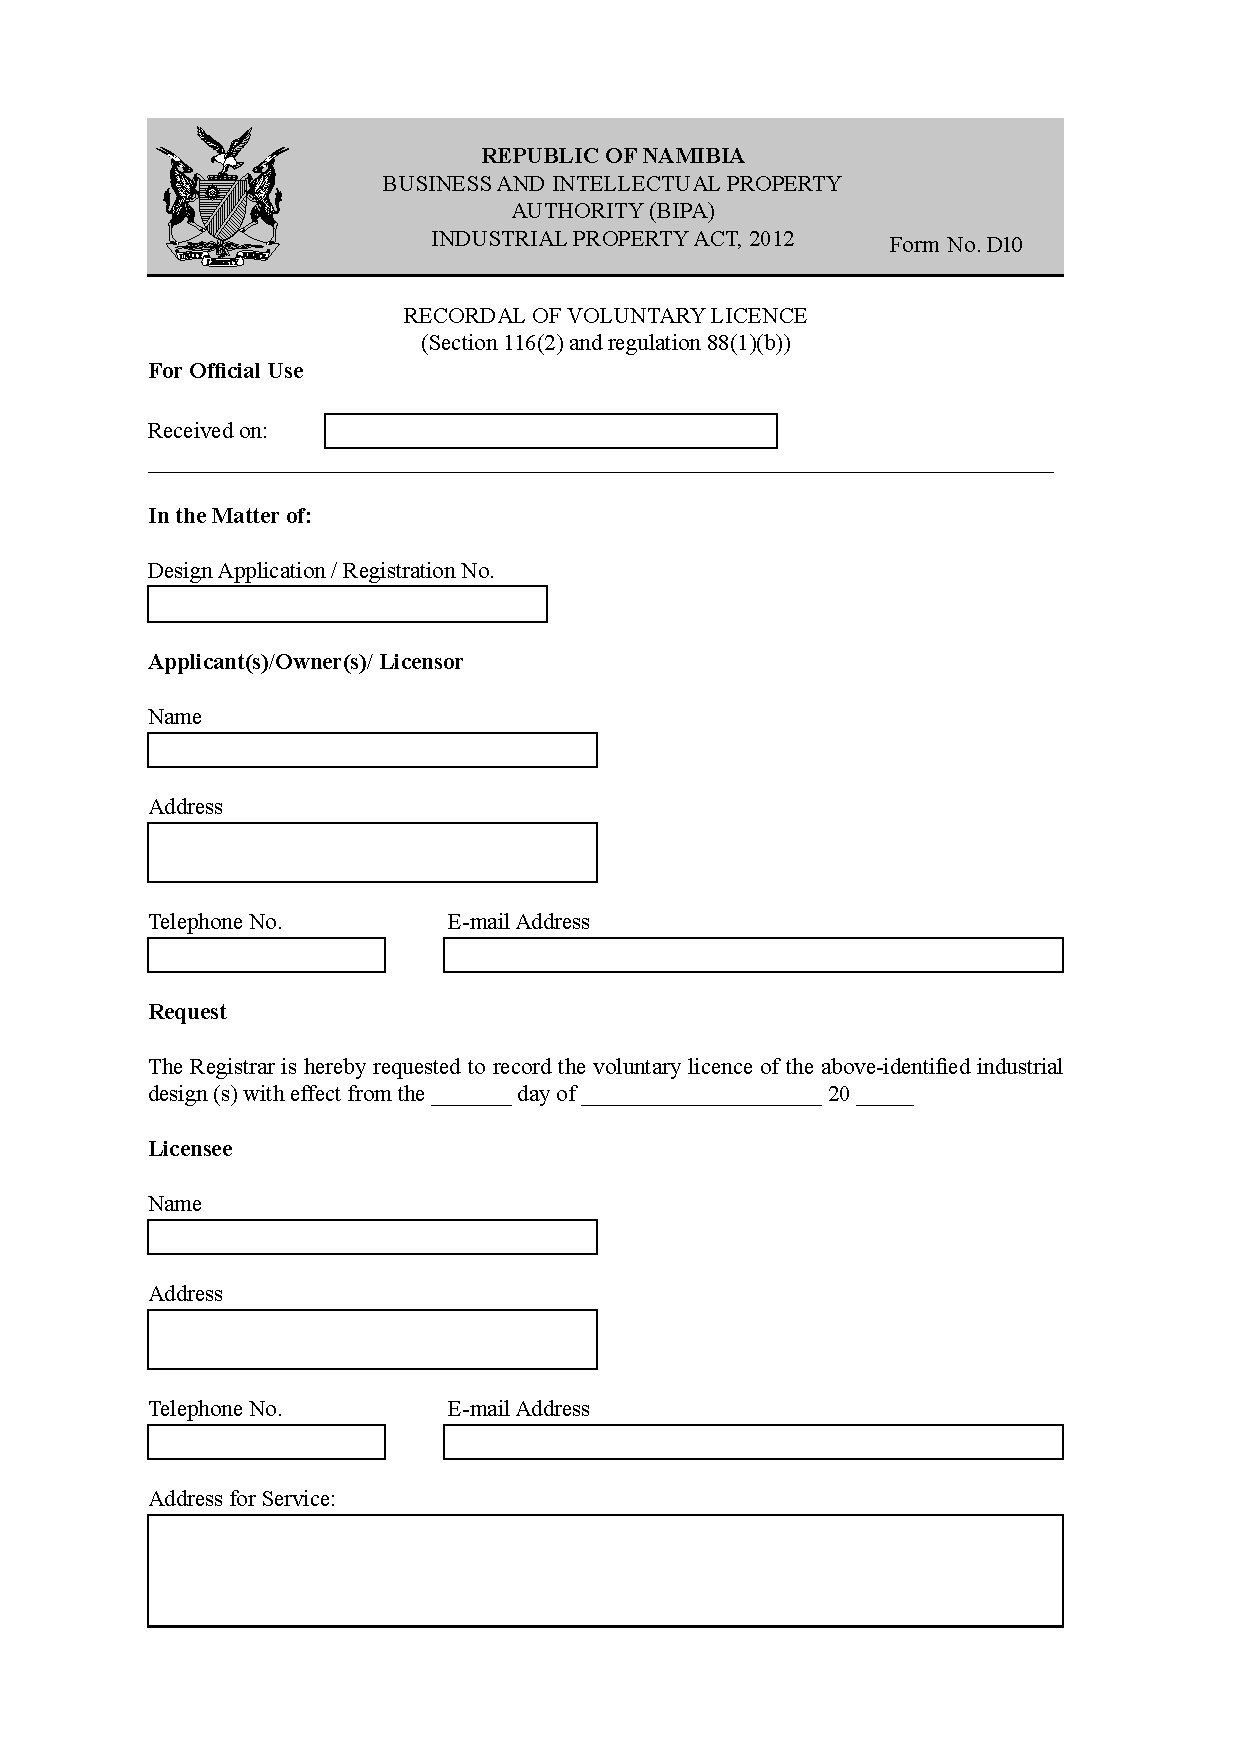 REPUBLIC OF NAMIBIA
BUSINESS AND INTELLECTUAL PROPERTY
AUTHORITY (BIPA)
INDUSTRIAL PROPERTY ACT, 2012
Form No. D10
RECORDAL OF VOLUNTARY LICENCE
(Section 116(2) and regulation 88(1)(b))
For Official Use
Received on:
In the Matter of:
Design Application / Registration No.
Applicant(s)/Owner(s)/ Licensor
Name
Address
Telephone No. E-mail Address
Request
The Registrar is hereby requested to record the voluntary licence of the above-identified industrial
design (s) with effect from the _______ day of _____________________ 20 _____
Licensee
Name
Address
Telephone No. E-mail Address
Address for Service: